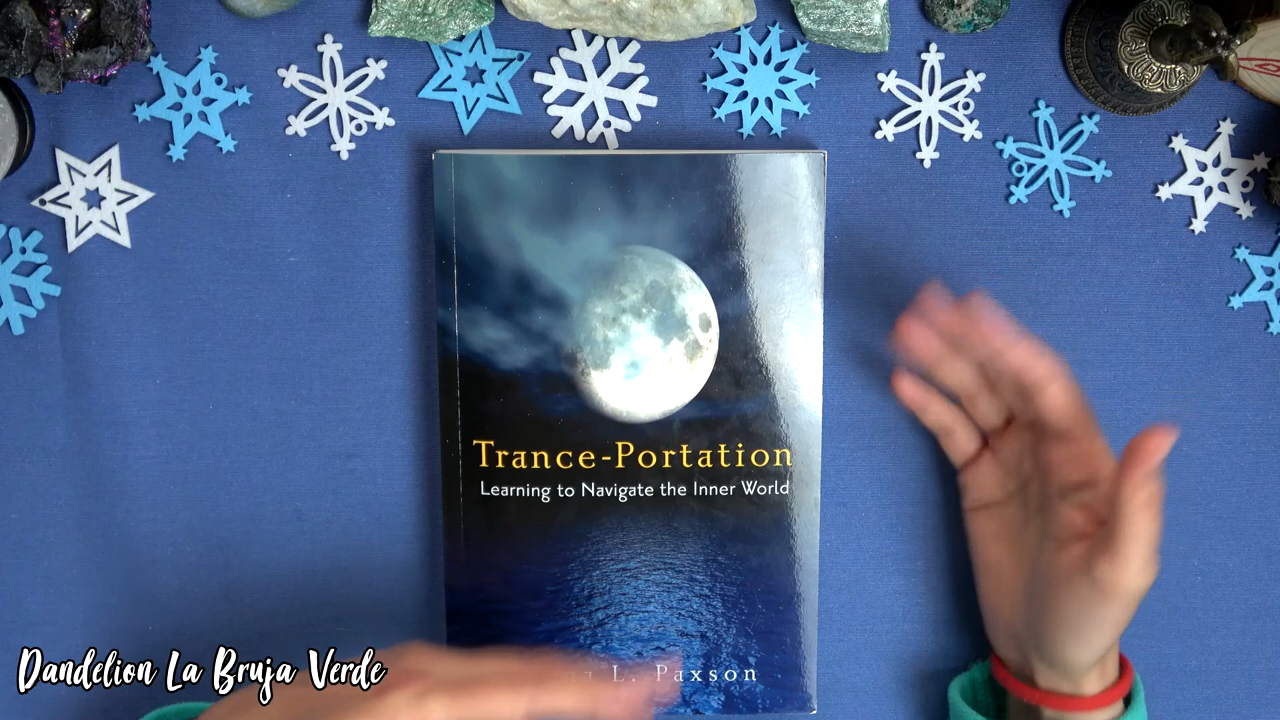 Trance-Portation
Learning to Navigate the Inner World
L. Paxson
Dandelion La Bruja Verde